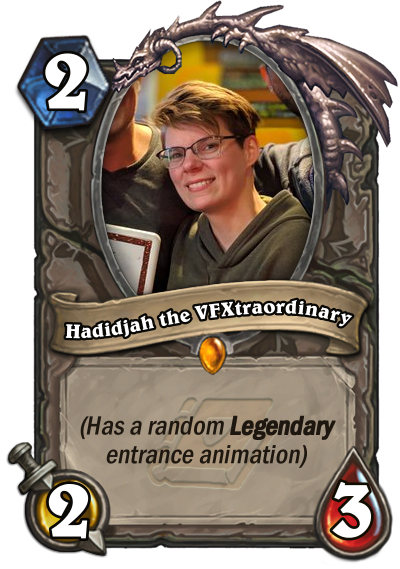 2
Hadidjah the VFXtraordinary
(Has a random Legendary
entrance animation)
2
3